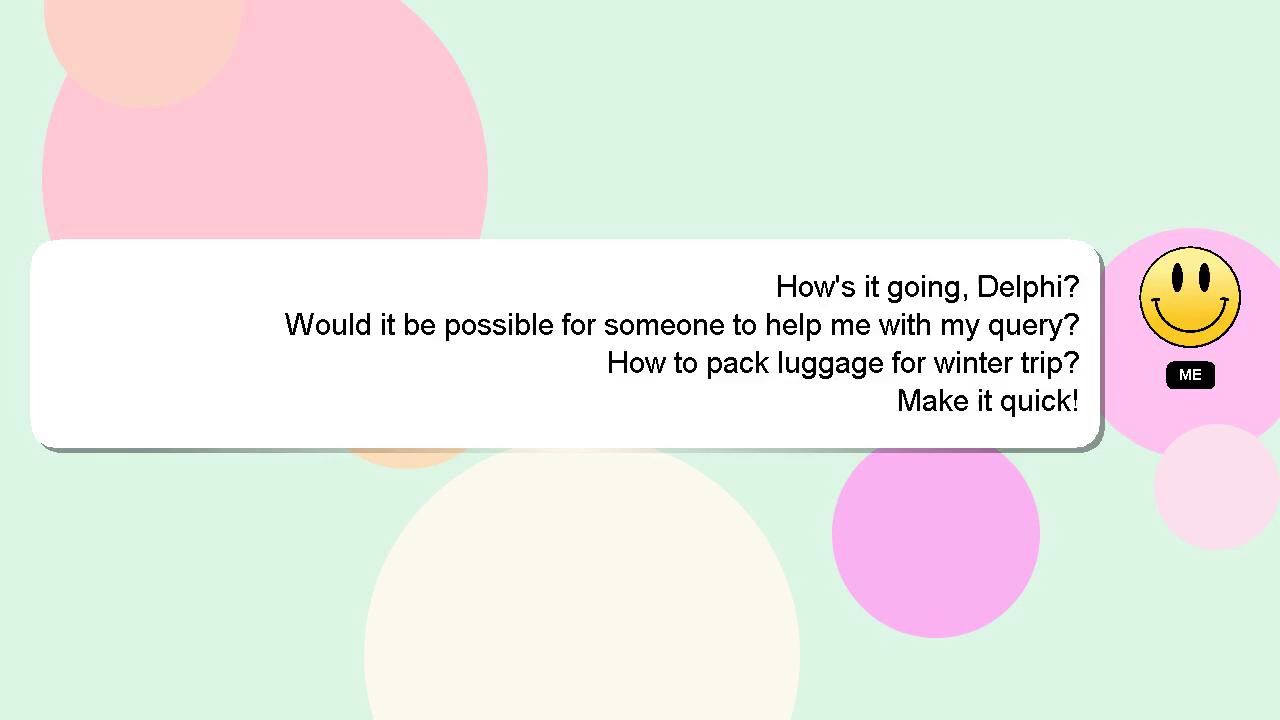 How's it going, Delphi?
Would it be possible for someone to help me with my query?
How to pack luggage for winter trip?
Make it quick!
ME